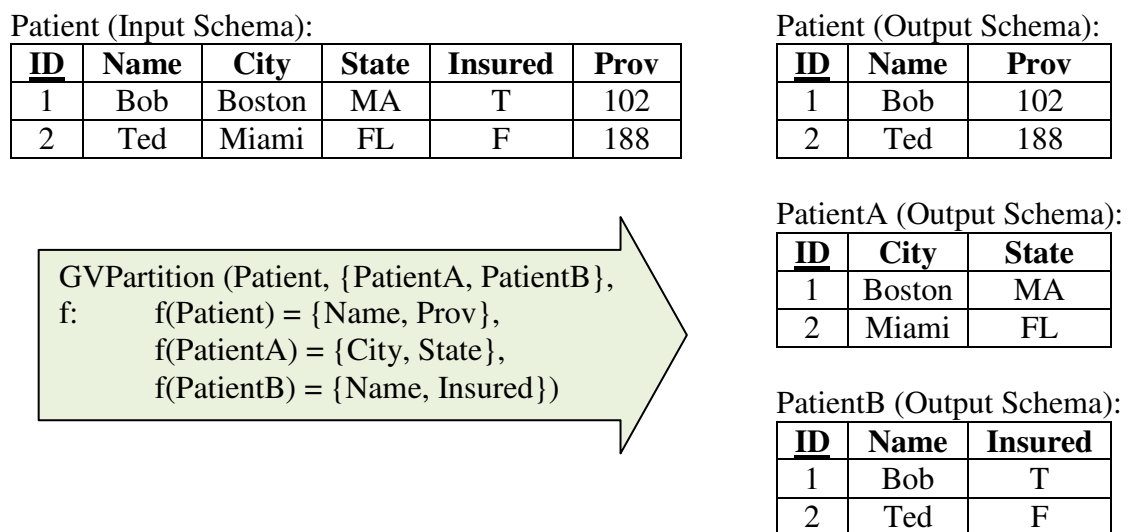 Patient (Input Schema):
ID Name City State Insured Prov
1 Bob Boston MA T 102
2 Ted Miami FL F 188
GVPartition (Patient, {PatientA, PatientB},
f: f(Patient) = {Name, Prov},
f(PatientA) = {City, State},
f(PatientB) = {Name, Insured})
Patient (Output Schema):
ID Name Prov
1 Bob 102
2 Ted 188
PatientA (Output Schema):
ID City State
1 Boston MA
2 Miami FL
PatientB (Output Schema):
ID Name Insured
1 Bob T
2 Ted F